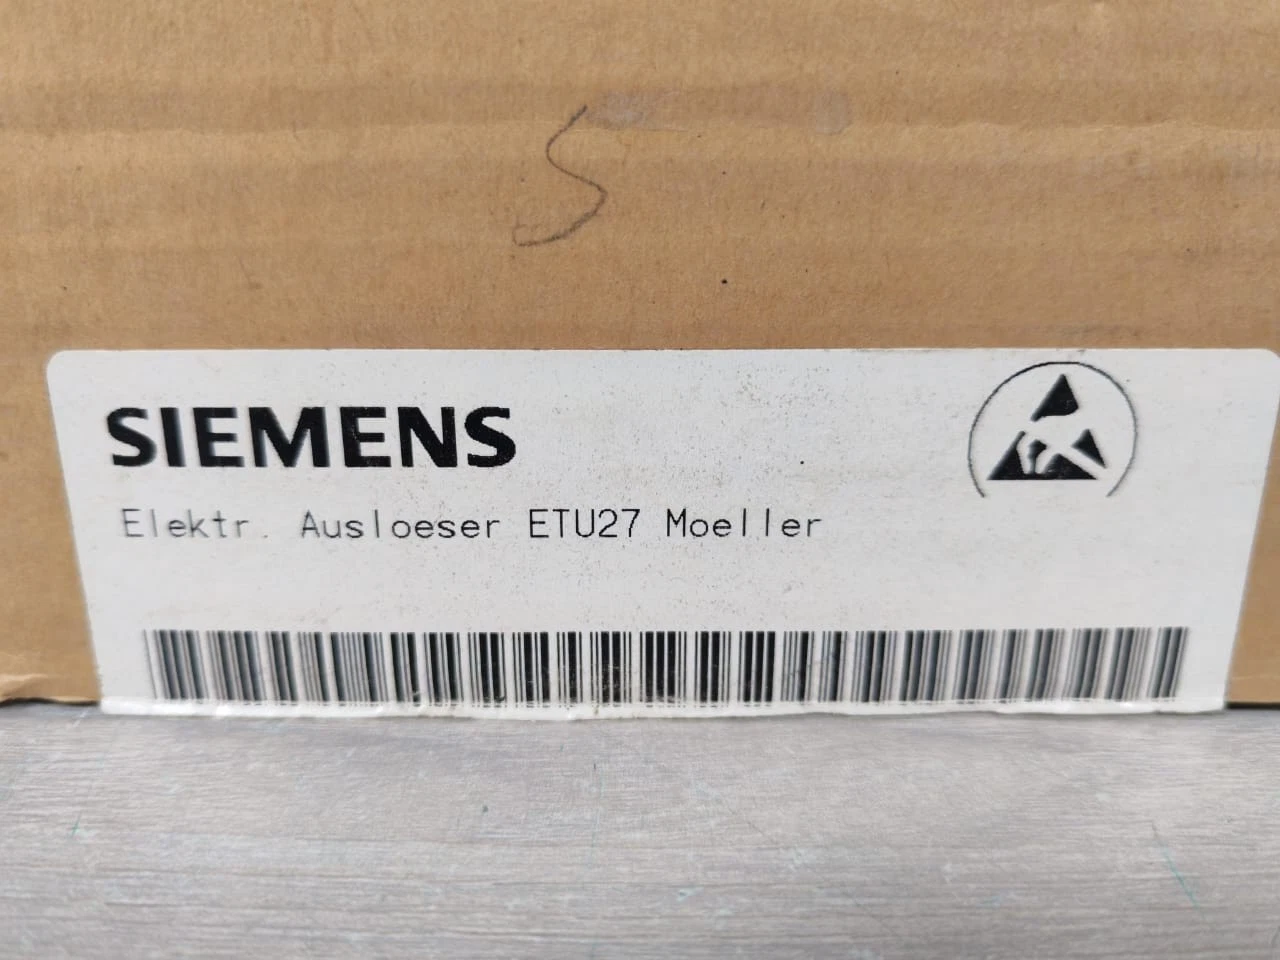 S
SIEMENS
Elektr. Ausloeser ETU27 Moeller